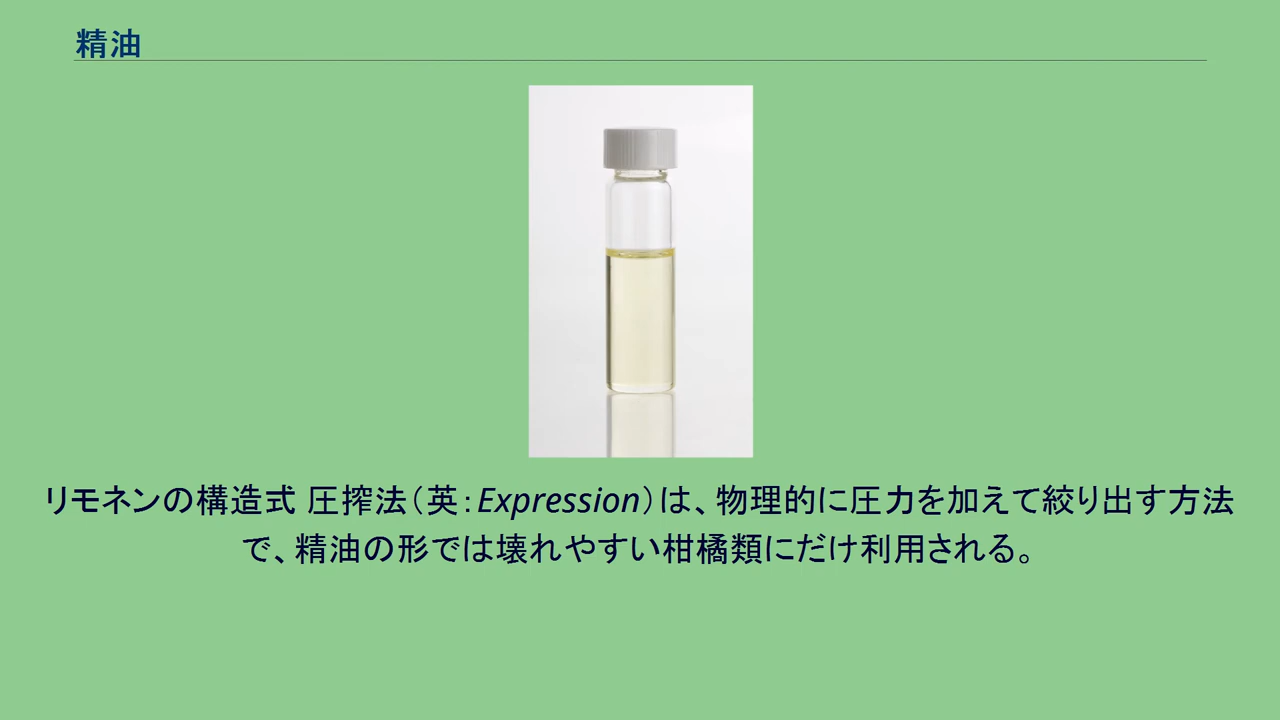 精油
リモネンの構造式 圧搾法（英：Expression）は、物理的に圧力を加えて絞り出す方法
で、精油の形では壊れやすい柑橘類にだけ利用される。